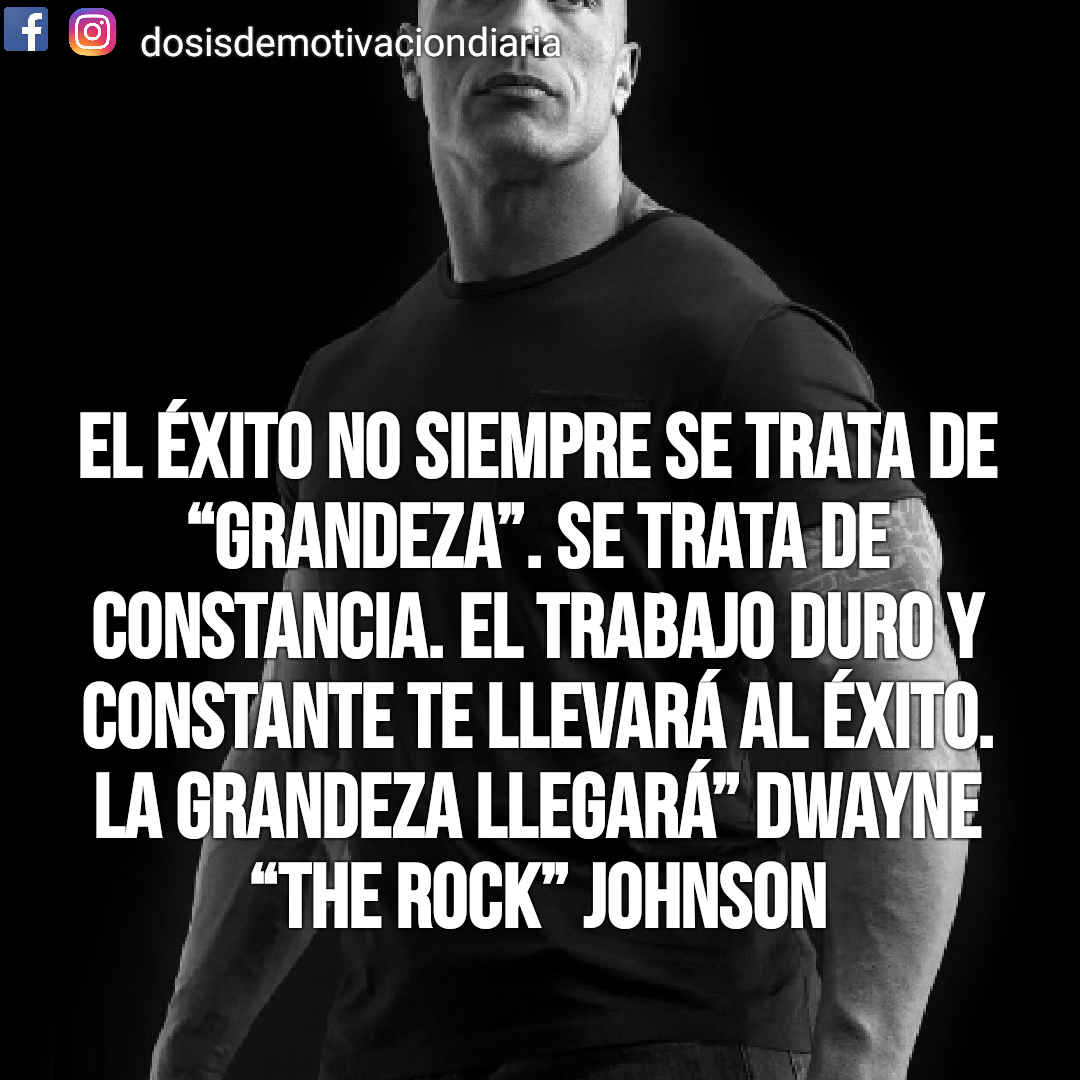 dosisdemotivaciondiaria
EL ÉXITO NO SIEMPRE SE TRATA DE
“GRANDEZA”. SE TRATA DE
CONSTANCIA. EL TRABAJO DURO Y
CONSTANTE TE LLEVARÁ AL ÉXITO.
LA GRANDEZA LLEGARÁ” DWAYNE
“THE ROCK” JOHNSON